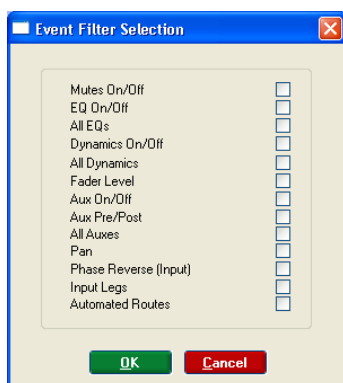 Event Filter Selection
Mutes On/Off
EQ On/Off
All EQs
Dynamics On/Off
All Dynamics
Fader Level
Aux On/Off
Aux Pre/Post
All Auxes
Pan
Phase Reverse (Input)
Input Legs
Automated Routes
OK Cancel